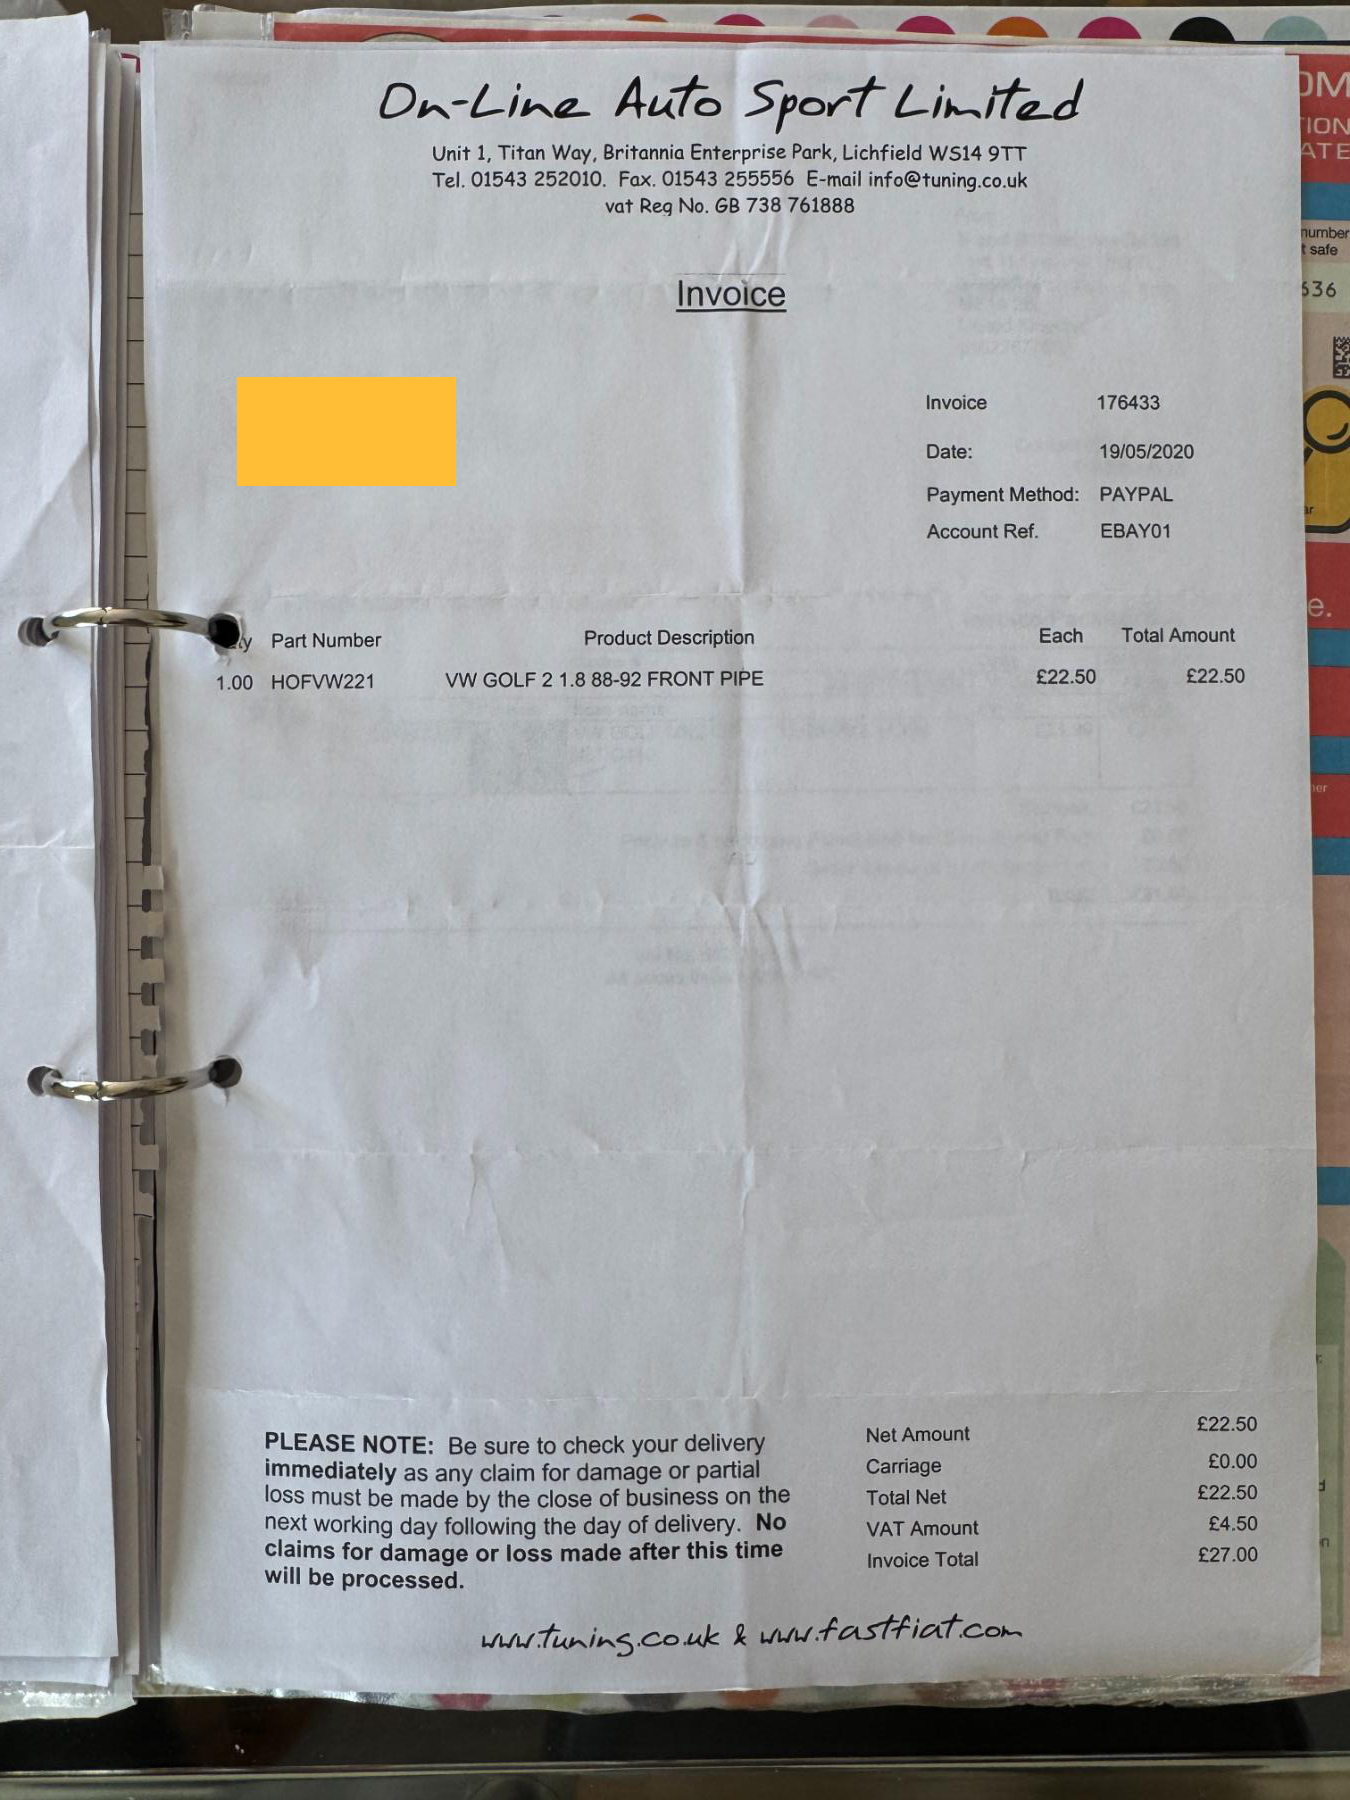 On-Line Auto Sport Limited
Unit 1, Titan Way, Britannia Enterprise Park, Lichfield WS14 9TT
Tel. 01543 252010. Fax. 01543 255556 E-mail info@tuning.co.uk
vat Reg No. GB 738 761888
Invoice
Invoice 176433
Date: 19/05/2020
Payment Method: PAYPAL
Account Ref. EBAY01
Part Number Product Description Each Total Amount
1.00 HOFVW221 VW GOLF 2 1.8 88-92 FRONT PIPE £22.50 £22.50
PLEASE NOTE: Be sure to check your delivery
immediately as any claim for damage or partial
loss must be made by the close of business on the
next working day following the day of delivery. No
claims for damage or loss made after this time
will be processed.
Net Amount £22.50
Carriage £0.00
Total Net £22.50
VAT Amount £4.50
Invoice Total £27.00
www.tuning.co.uk & www.fastfiat.com
number
safe
636